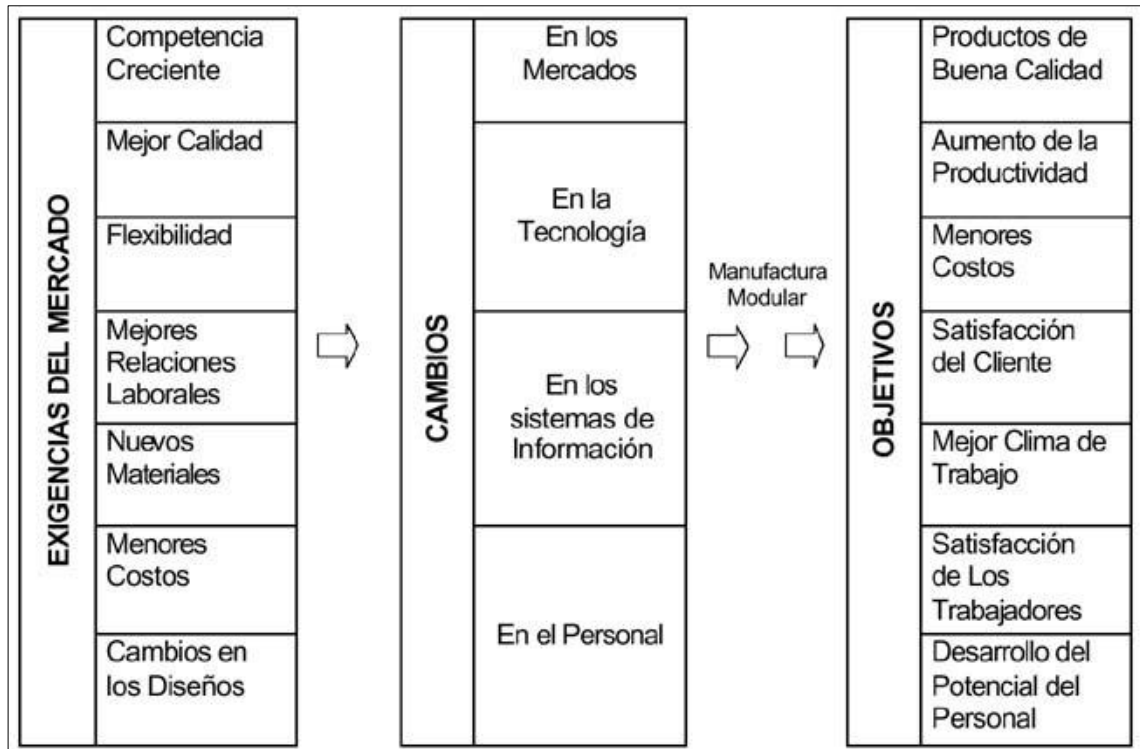 EXIGENCIAS DEL MERCADO
Competencia
Creciente
Mejor Calidad
Flexibilidad
Mejores
Relaciones
Laborales
Nuevos
Materiales
Menores
Costos
Cambios en
los Diseños
CAMBIOS
En los
Mercados
En la
Tecnología
En los
sistemas de
Información
En el Personal
Manufactura
Modular
OBJETIVOS
Productos de
Buena Calidad
Aumento de la
Productividad
Menores
Costos
Satisfacción
del Cliente
Mejor Clima de
Trabajo
Satisfacción
de Los
Trabajadores
Desarrollo del
Potencial del
Personal